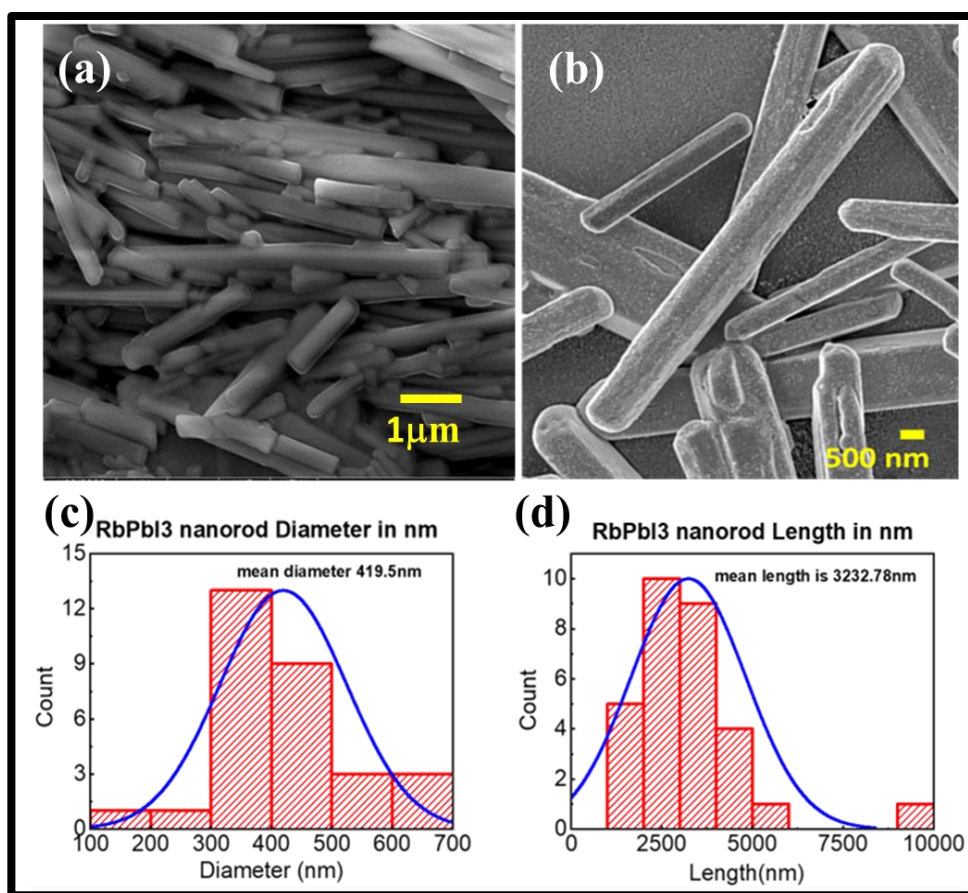 (a)
(b)
1μm
500 nm
(c)
RbPbI3 nanorod Diameter in nm
mean diameter 419.5nm
15
12
9
6
3
0
Count
100 200 300 400 500 600 700
Diameter (nm)
(d)
RbPbI3 nanorod Length in nm
mean length is 3232.78nm
10
8
6
4
2
0
Count
0 2500 5000 7500 10000
Length(nm)